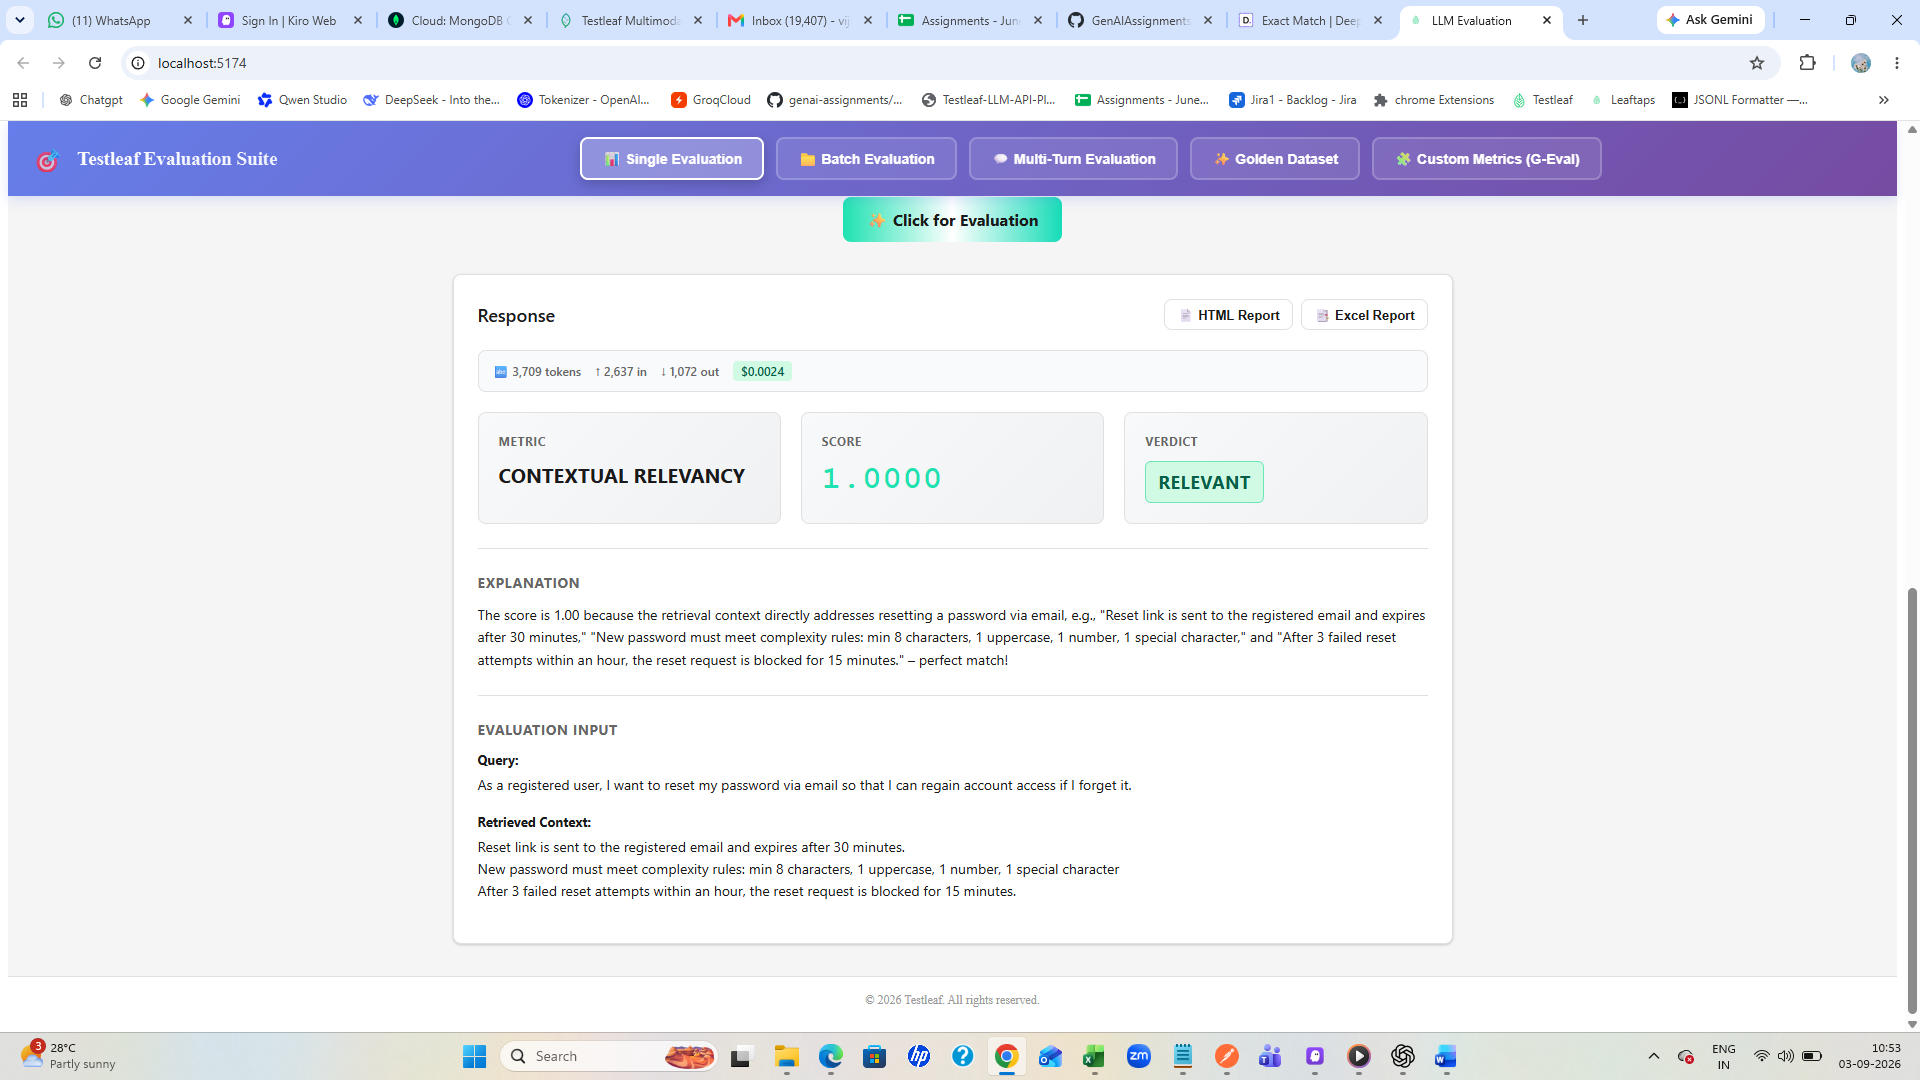 (11) WhatsApp
Sign In | Kiro Web
Cloud: MongoDB C
Testleaf Multimoda
Inbox (19,407) - vij
Assignments - June
GenAIAssignments
Exact Match | Deep
LLM Evaluation
Ask Gemini
localhost:5174
Chatgpt
Google Gemini
Qwen Studio
DeepSeek - Into the...
Tokenizer - OpenAI...
GroqCloud
genai-assignments/...
Testleaf-LLM-API-Pl...
Assignments - June...
Jira1 - Backlog - Jira
chrome Extensions
Testleaf
Leaftaps
JSONL Formatter —...
Testleaf Evaluation Suite
Single Evaluation
Batch Evaluation
Multi-Turn Evaluation
Golden Dataset
Custom Metrics (G-Eval)
Click for Evaluation
Response
HTML Report
Excel Report
3,709 tokens ↑ 2,637 in ↓ 1,072 out $0.0024
METRIC
CONTEXTUAL RELEVANCY
SCORE
1.0000
VERDICT
RELEVANT
EXPLANATION
The score is 1.00 because the retrieval context directly addresses resetting a password via email, e.g., "Reset link is sent to the registered email and expires
after 30 minutes," "New password must meet complexity rules: min 8 characters, 1 uppercase, 1 number, 1 special character," and "After 3 failed reset
attempts within an hour, the reset request is blocked for 15 minutes." – perfect match!
EVALUATION INPUT
Query:
As a registered user, I want to reset my password via email so that I can regain account access if I forget it.
Retrieved Context:
Reset link is sent to the registered email and expires after 30 minutes.
New password must meet complexity rules: min 8 characters, 1 uppercase, 1 number, 1 special character
After 3 failed reset attempts within an hour, the reset request is blocked for 15 minutes.
© 2026 Testleaf. All rights reserved.
3
28°C
Partly sunny
Search
hp
zm
ENG
IN
10:53
03-09-2026